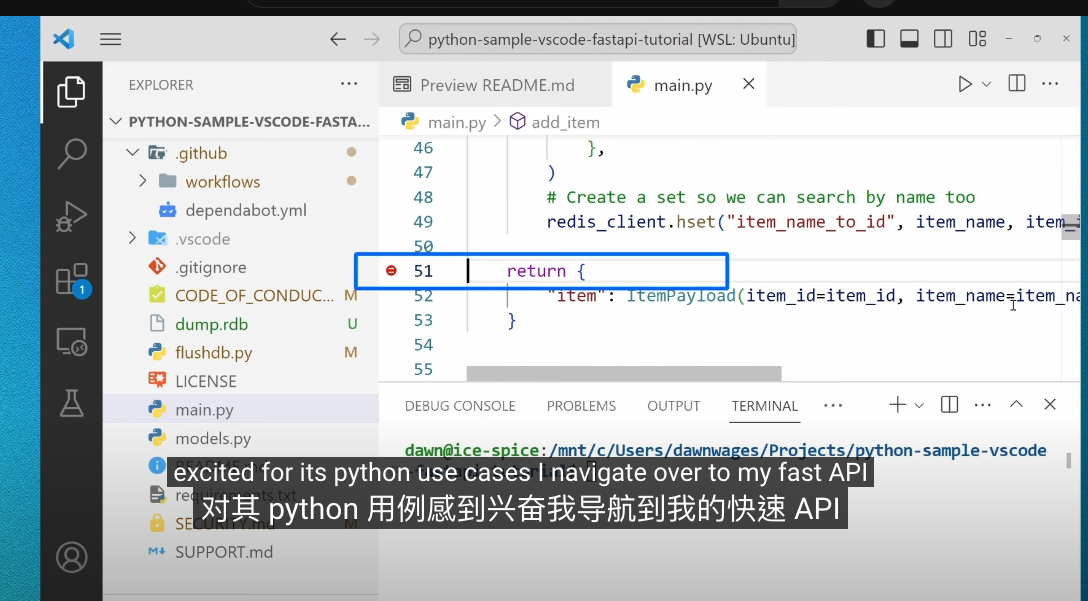 python-sample-vscode-fastapi-tutorial [WSL: Ubuntu]
EXPLORER
Preview README.md
main.py
PYTHON-SAMPLE-VSCODE-FASTA...
main.py > add_item
.github
workflows
dependabot.yml
.vscode
.gitignore
CODE_OF_CONDUC... M
dump.rdb U
flushdb.py M
LICENSE
main.py
models.py
requirements.txt
SECURITY.md
SUPPORT.md
1
46 },
47 )
48 # Create a set so we can search by name too
49 redis_client.hset("item_name_to_id", item_name, item_i
50
51 return {
52 "item": ItemPayload(item_id=item_id, item_name=item_na
53 }
54
55
DEBUG CONSOLE PROBLEMS OUTPUT TERMINAL
dawn@ice-spice:/mnt/c/Users/dawnwages/Projects/python-sample-vscode
excited for its python use cases I navigate over to my fast API
对其 python 用例感到兴奋我导航到我的快速 API